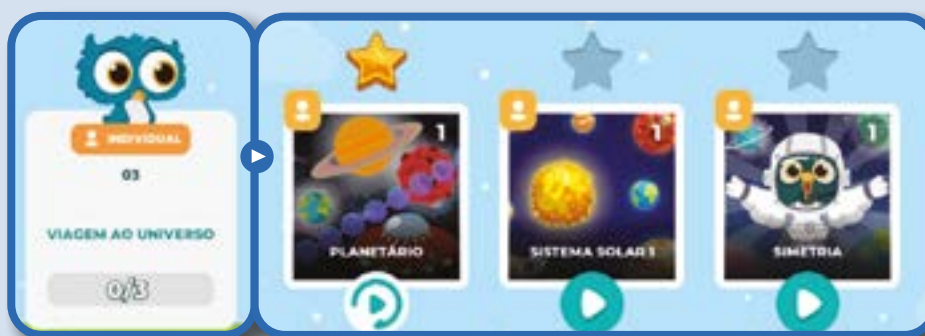 INDIVIDUAL
03
VIAGEM AO UNIVERSO
0/3
1
PLANETÁRIO
1
SISTEMA SOLAR 1
1
SIMETRIA